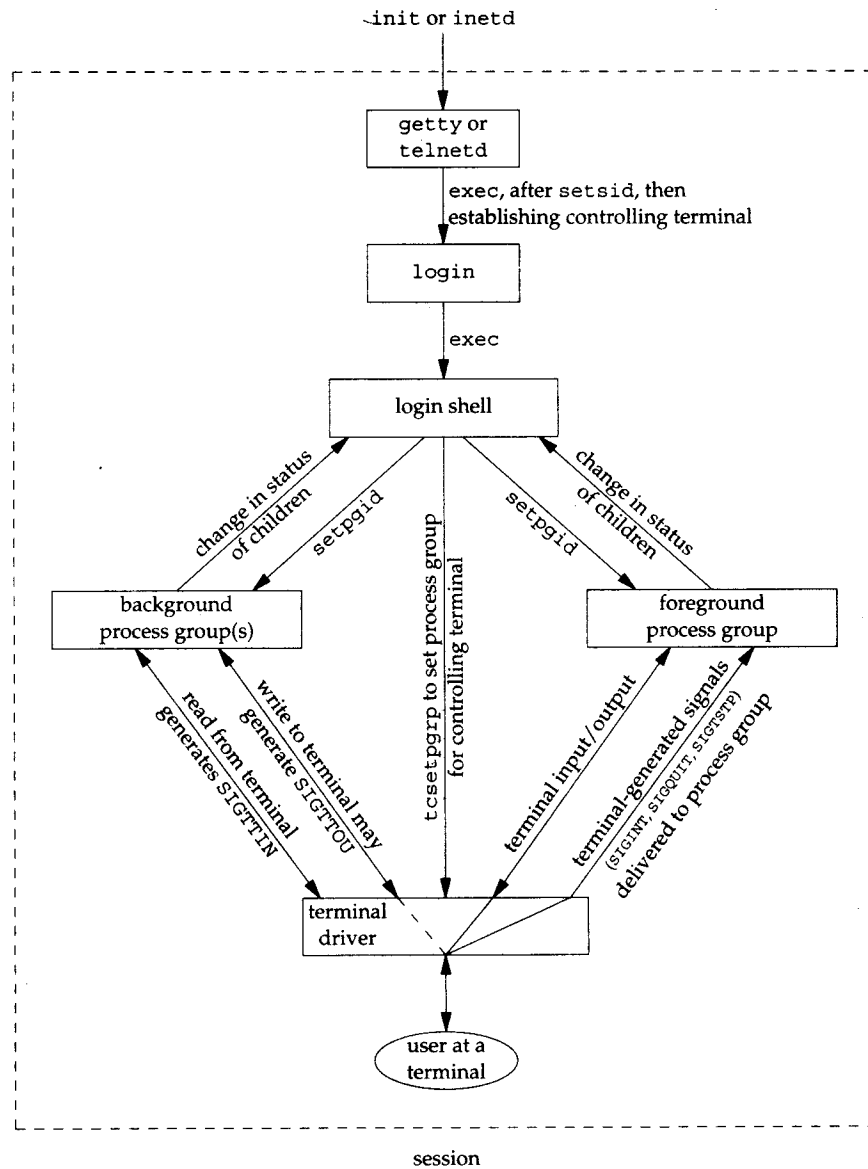 init or inetd
getty or
telnetd
exec, after setsid, then
establishing controlling terminal
login
exec
login shell
change in status
of children
setpgid
setpgid
change in status
of children
background
process group(s)
foreground
process group
tcsetpgrp to set process group
for controlling terminal
read from terminal
generates SIGTTIN
write to terminal may
generate SIGTTOU
terminal input/output
terminal-generated signals
(SIGINT, SIGQUIT, SIGTSTP)
delivered to process group
terminal
driver
user at a
terminal
session